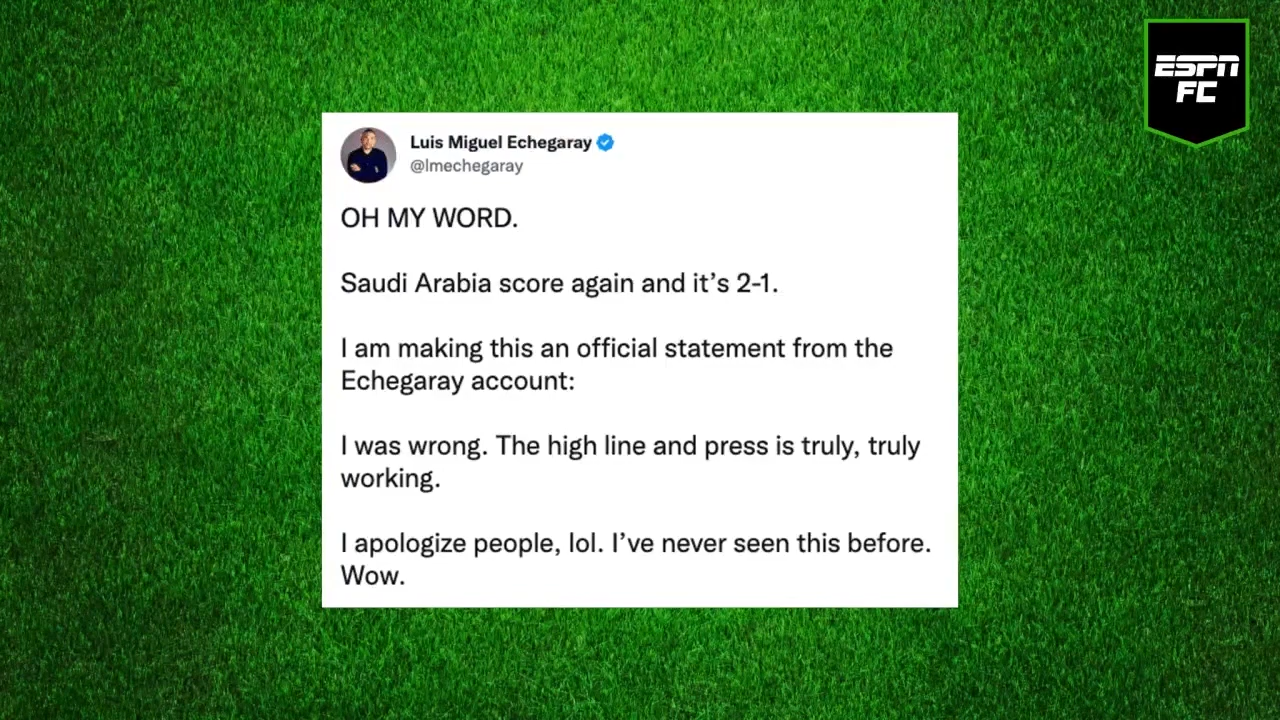 ESPN
FC
Luis Miguel Echegaray
@lmechegaray
OH MY WORD.
Saudi Arabia score again and it’s 2-1.
I am making this an official statement from the
Echegaray account:
I was wrong. The high line and press is truly, truly
working.
I apologize people, lol. I’ve never seen this before.
Wow.